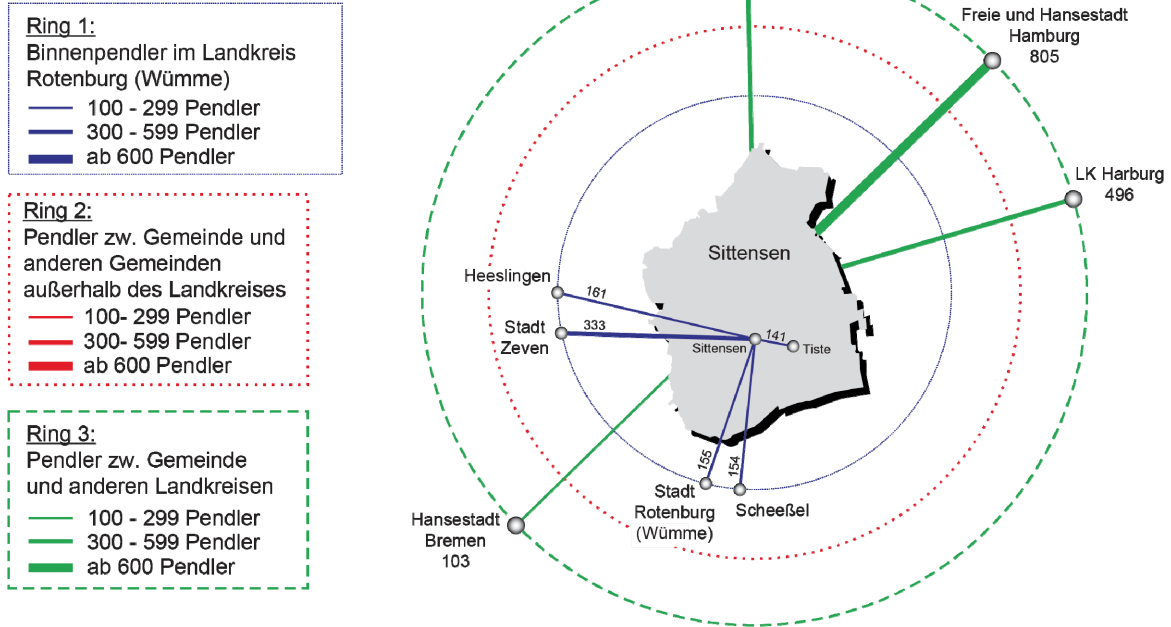 Ring 1:
Binnenpendler im Landkreis
Rotenburg (Wümme)
100 - 299 Pendler
300 - 599 Pendler
ab 600 Pendler
Ring 2:
Pendler zw. Gemeinde und
anderen Gemeinden
außerhalb des Landkreises
100- 299 Pendler
300- 599 Pendler
ab 600 Pendler
Ring 3:
Pendler zw. Gemeinde
und anderen Landkreisen
100 - 299 Pendler
300 - 599 Pendler
ab 600 Pendler
Freie und Hansestadt
Hamburg
805
LK Harburg
496
Sittensen
Heeslingen
161
Stadt
Zeven
333
141
Sittensen
Tiste
155
154
Stadt
Rotenburg
(Wümme)
Scheeßel
Hansestadt
Bremen
103